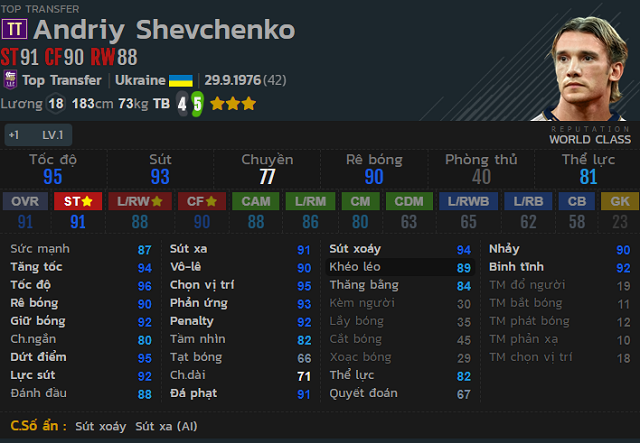 TOP TRANSFER
TT Andriy Shevchenko
ST91 CF90 RW88
Top Transfer Ukraine 29.9.1976(42)
Lương 18 183cm 73kg TB 4 5
+1 LV.1
REPUTATION
WORLD CLASS
Tốc độ Sút Chuyền Rê bóng Phòng thủ Thể lực
95 93 77 90 40 81
OVR ST L/RW CF CAM L/RM CM CDM L/RWB L/RB CB GK
91 91 88 90 88 86 80 63 65 62 58 23
Sức mạnh 87 Sút xa 91 Sút xoáy 94 Nhảy 90
Tăng tốc 94 Vô-lê 90 Khéo léo 89 Bình tĩnh 92
Tốc độ 96 Chọn vị trí 95 Thăng bằng 84 TM đổ người 19
Rê bóng 90 Phản ứng 93 Kèm người 30 TM bắt bóng 11
Giữ bóng 92 Penalty 92 Lấy bóng 35 TM phát bóng 12
Ch.ngắn 80 Tầm nhìn 82 Cắt bóng 45 TM phản xạ 10
Dứt điểm 95 Tạt bóng 66 Xoạc bóng 29 TM chọn vị trí 18
Lực sút 92 Ch.dài 71 Thể lực 82
Đánh đầu 88 Đá phạt 91 Quyết đoán 67
C.Số ẩn : Sút xoáy Sút xa (AI)